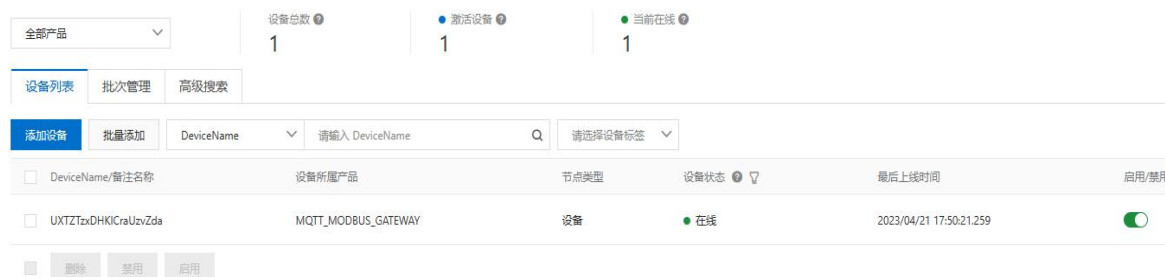 全部产品
设备总数
激活设备
当前在线
1
1
1
设备列表 批次管理 高级搜索
添加设备 批量添加 DeviceName 请输入 DeviceName 请选择设备标签
DeviceName/备注名称 设备所属产品 节点类型 设备状态 最后上线时间 启用/禁用
UXTZTzxDHKICraUzvZda MQTT_MODBUS_GATEWAY 设备 在线 2023/04/21 17:50:21.259
删除 禁用 启用